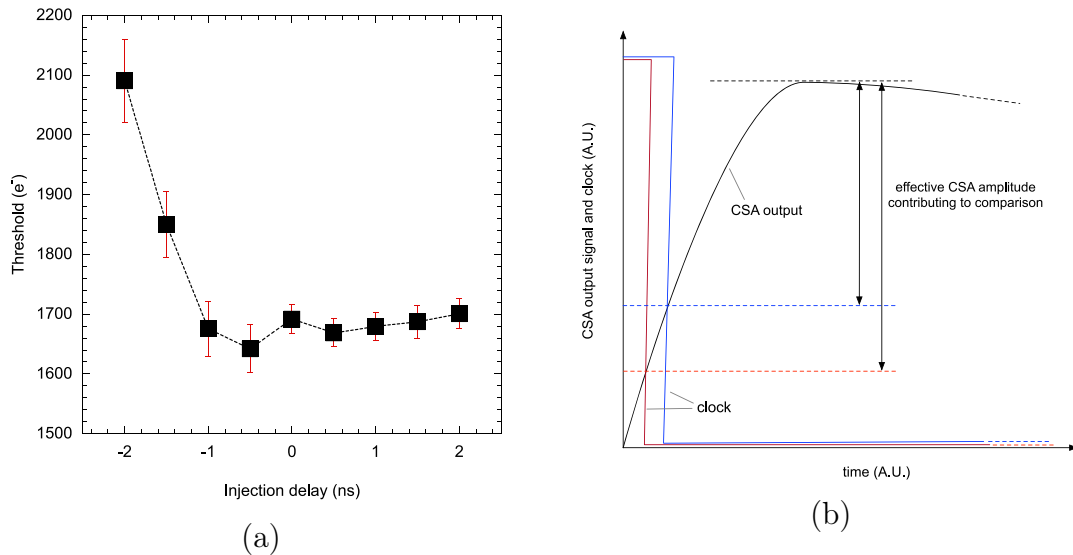 2200
2100
2000
1900
1800
1700
1600
1500
Threshold (e⁻)
-2
-1
0
1
2
Injection delay (ns)
(a)
CSA output signal and clock (A.U.)
CSA output
effective CSA amplitude
contributing to comparison
clock
time (A.U.)
(b)